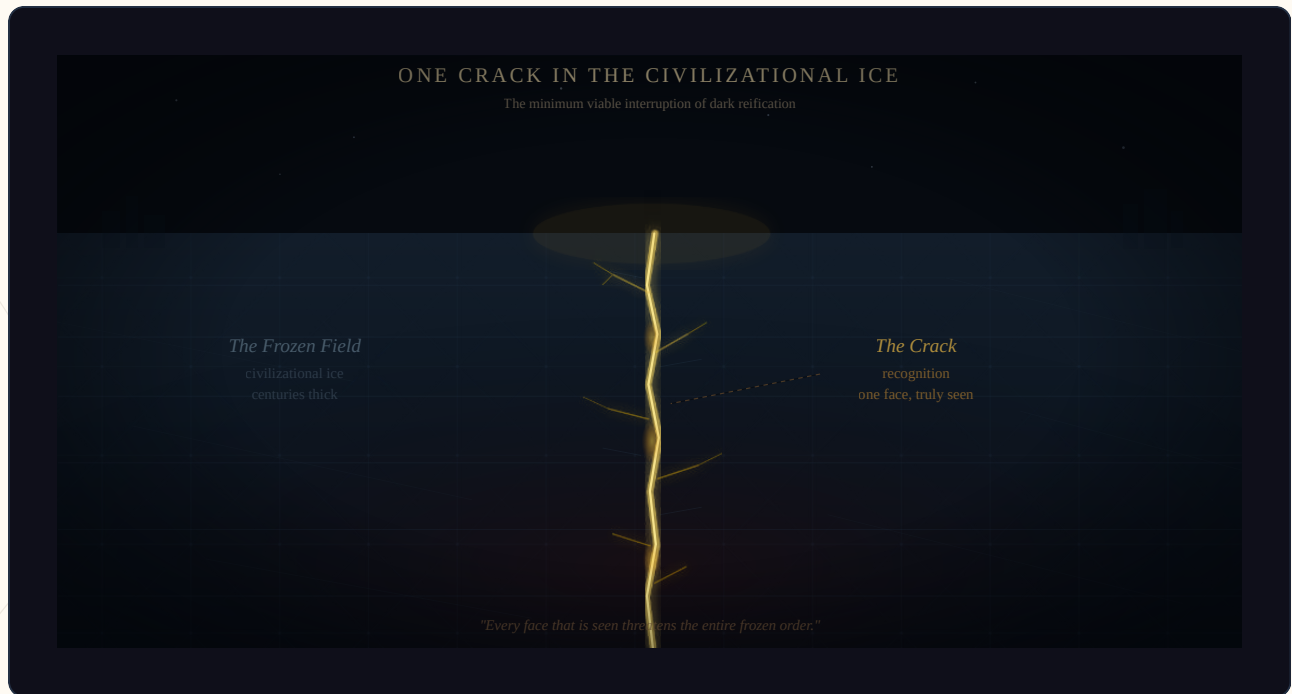 ONE CRACK IN THE CIVILIZATIONAL ICE
The minimum viable interruption of dark reification
The Frozen Field
civilizational ice
centuries thick
The Crack
recognition
one face, truly seen
"Every face that is seen threatens the entire frozen order."